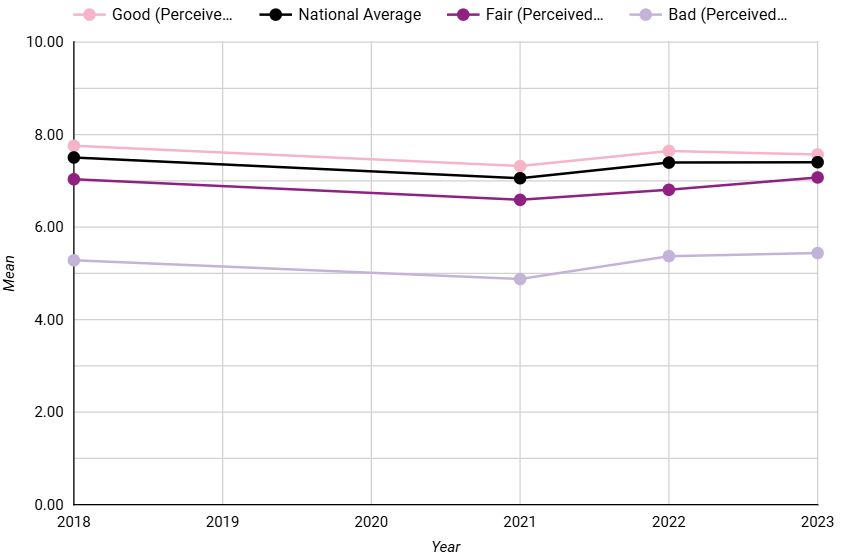 Good (Perceive... National Average Fair (Perceived... Bad (Perceived...
10.00
8.00
6.00
4.00
2.00
0.00
Mean
2018 2019 2020 2021 2022 2023
Year